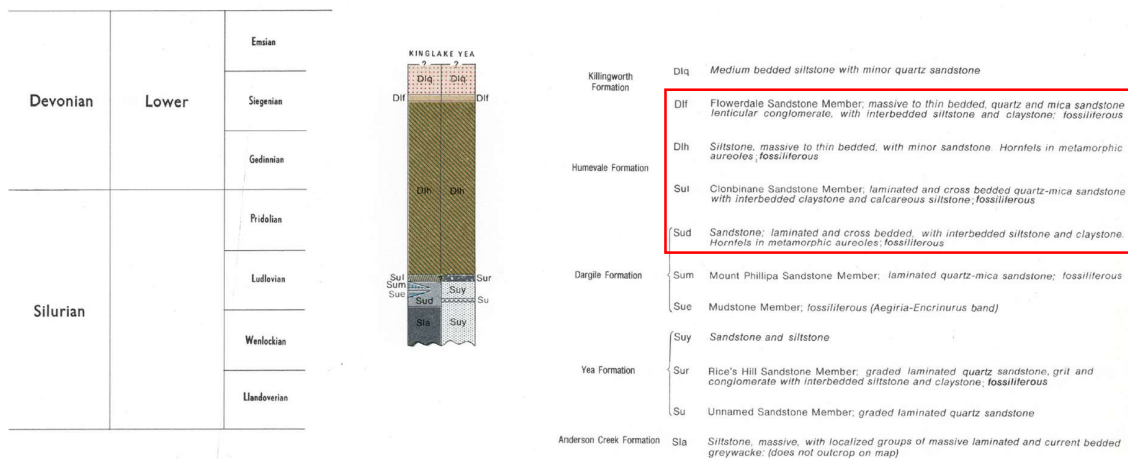 Devonian
Lower
Emsian
Siegenian
Gedinnian
Silurian
Pridolian
Ludlovian
Wenlockian
Llandoverian
KINGLAKE YEA
? ?
Dlq Dlq
Dlf Dlf
Dlh Dlh
Sul ? Sur
Sum Suy
Sue Su
Sud
Sla Suy
Killingworth Formation
Dlq Medium bedded siltstone with minor quartz sandstone
Humevale Formation
Dlf Flowerdale Sandstone Member; massive to thin bedded, quartz and mica sandstone
lenticular conglomerate, with interbedded siltstone and claystone; fossiliferous
Dlh Siltstone, massive to thin bedded, with minor sandstone. Hornfels in metamorphic
aureoles; fossiliferous
Sul Clonbinane Sandstone Member; laminated and cross bedded quartz-mica sandstone
with interbedded claystone and calcareous siltstone; fossiliferous
Dargile Formation
Sud Sandstone; laminated and cross bedded, with interbedded siltstone and claystone.
Hornfels in metamorphic aureoles; fossiliferous
Sum Mount Phillipa Sandstone Member; laminated quartz-mica sandstone; fossiliferous
Sue Mudstone Member; fossiliferous (Aegiria-Encrinurus band)
Yea Formation
Suy Sandstone and siltstone
Sur Rice's Hill Sandstone Member; graded laminated quartz sandstone, grit and
conglomerate with interbedded siltstone and claystone; fossiliferous
Su Unnamed Sandstone Member; graded laminated quartz sandstone
Anderson Creek Formation
Sla Siltstone, massive, with localized groups of massive laminated and current bedded
greywacke: (does not outcrop on map)